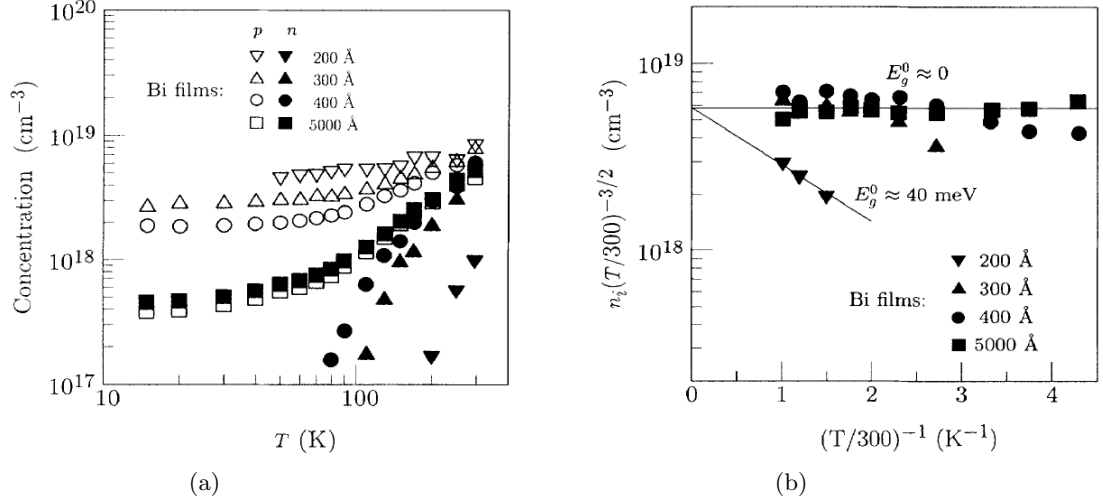 10^20
10^19
10^18
10^17
Concentration (cm^−3)
p n
200 Å
300 Å
Bi films:
400 Å
5000 Å
10
100
T (K)
(a)
10^19
10^18
n_i(T/300)^−3/2 (cm^−3)
E_g^0 ≈ 0
E_g^0 ≈ 40 meV
200 Å
300 Å
Bi films:
400 Å
5000 Å
0 1 2 3 4
(T/300)^−1 (K^−1)
(b)